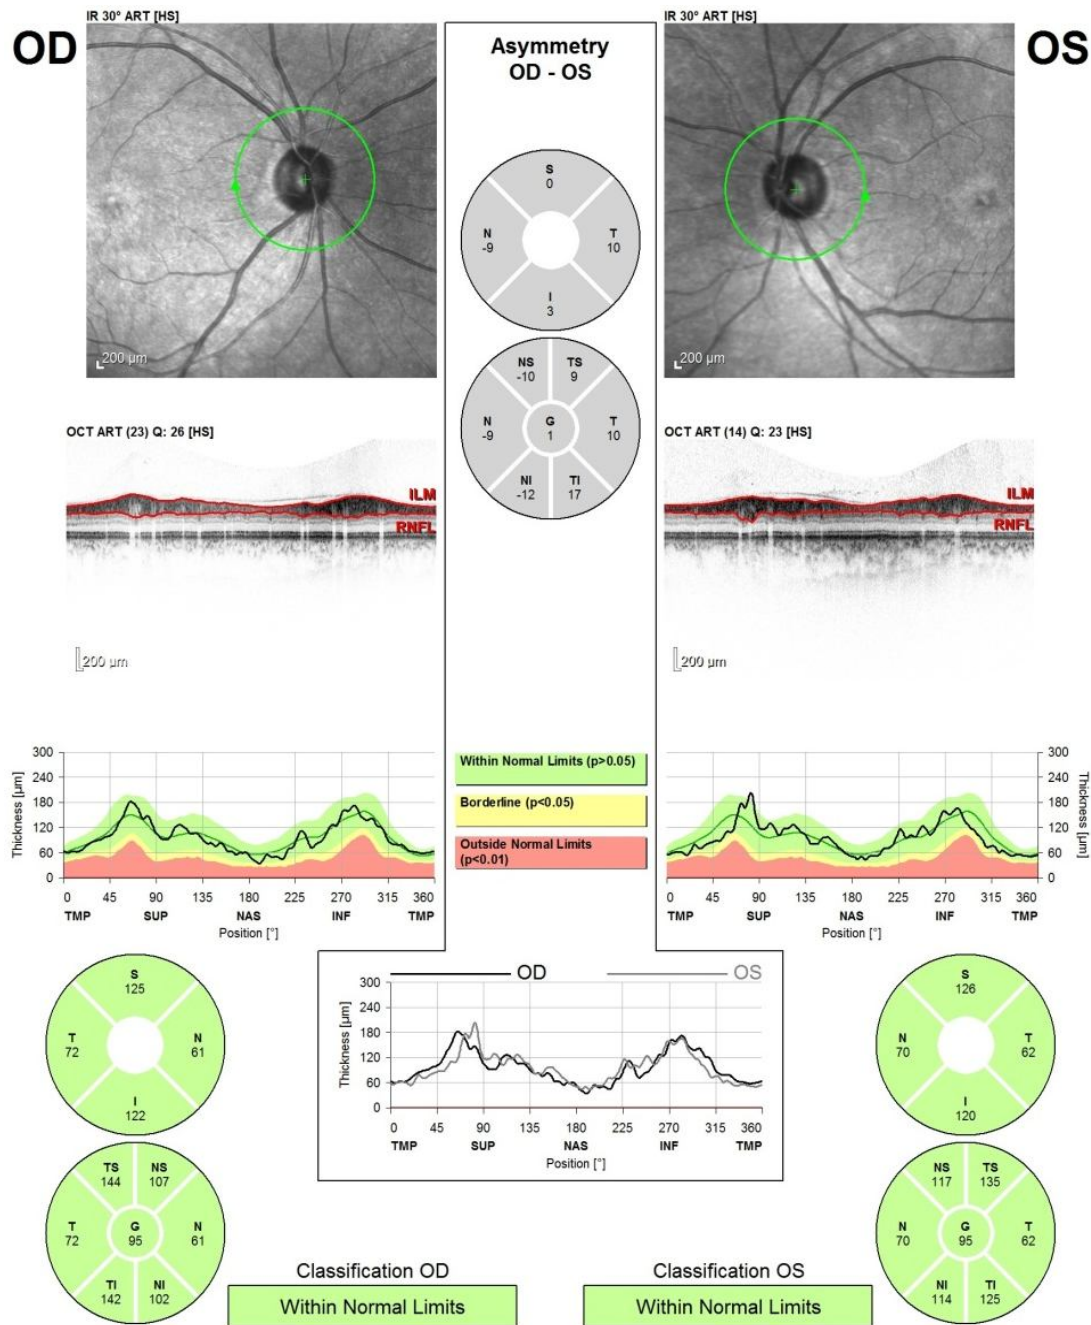 IR 30° ART [HS]
OD
200 µm
Asymmetry
OD - OS
IR 30° ART [HS]
OS
200 µm
S
0
N
-9
T
10
I
3
NS
-10
TS
9
N
-9
G
1
T
10
NI
-12
TI
17
OCT ART (23) Q: 26 [HS]
ILM
RNFL
200 µm
OCT ART (14) Q: 23 [HS]
ILM
RNFL
200 µm
Thickness [µm]
300
240
180
120
60
0
0 45 90 135 180 225 270 315 360
TMP SUP NAS INF TMP
Position [°]
Within Normal Limits (p>0.05)
Borderline (p<0.05)
Outside Normal Limits
(p<0.01)
300
240
180
120
60
0
Thickness [µm]
0 45 90 135 180 225 270 315 360
TMP SUP NAS INF TMP
Position [°]
S
125
T
72
N
61
I
122
TS
144
NS
107
T
72
G
95
N
61
TI
142
NI
102
OD OS
Thickness [µm]
300
240
180
120
60
0
0 45 90 135 180 225 270 315 360
TMP SUP NAS INF TMP
Position [°]
S
126
N
70
T
62
I
120
NS
117
TS
135
N
70
G
95
T
62
NI
114
TI
125
Classification OD
Within Normal Limits
Classification OS
Within Normal Limits